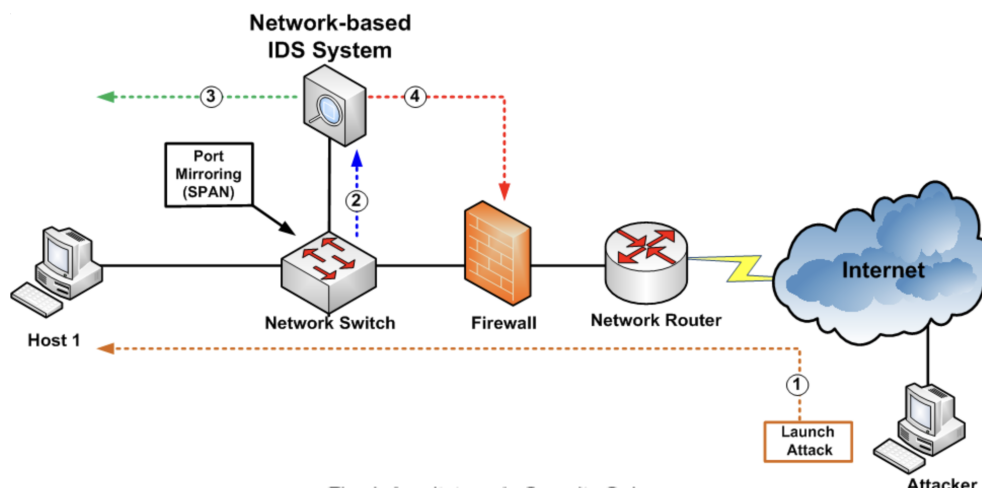 Network-based
IDS System
3
4
Port
Mirroring
(SPAN)
2
Internet
Network Switch
Firewall
Network Router
Host 1
1
Launch
Attack
Attacker